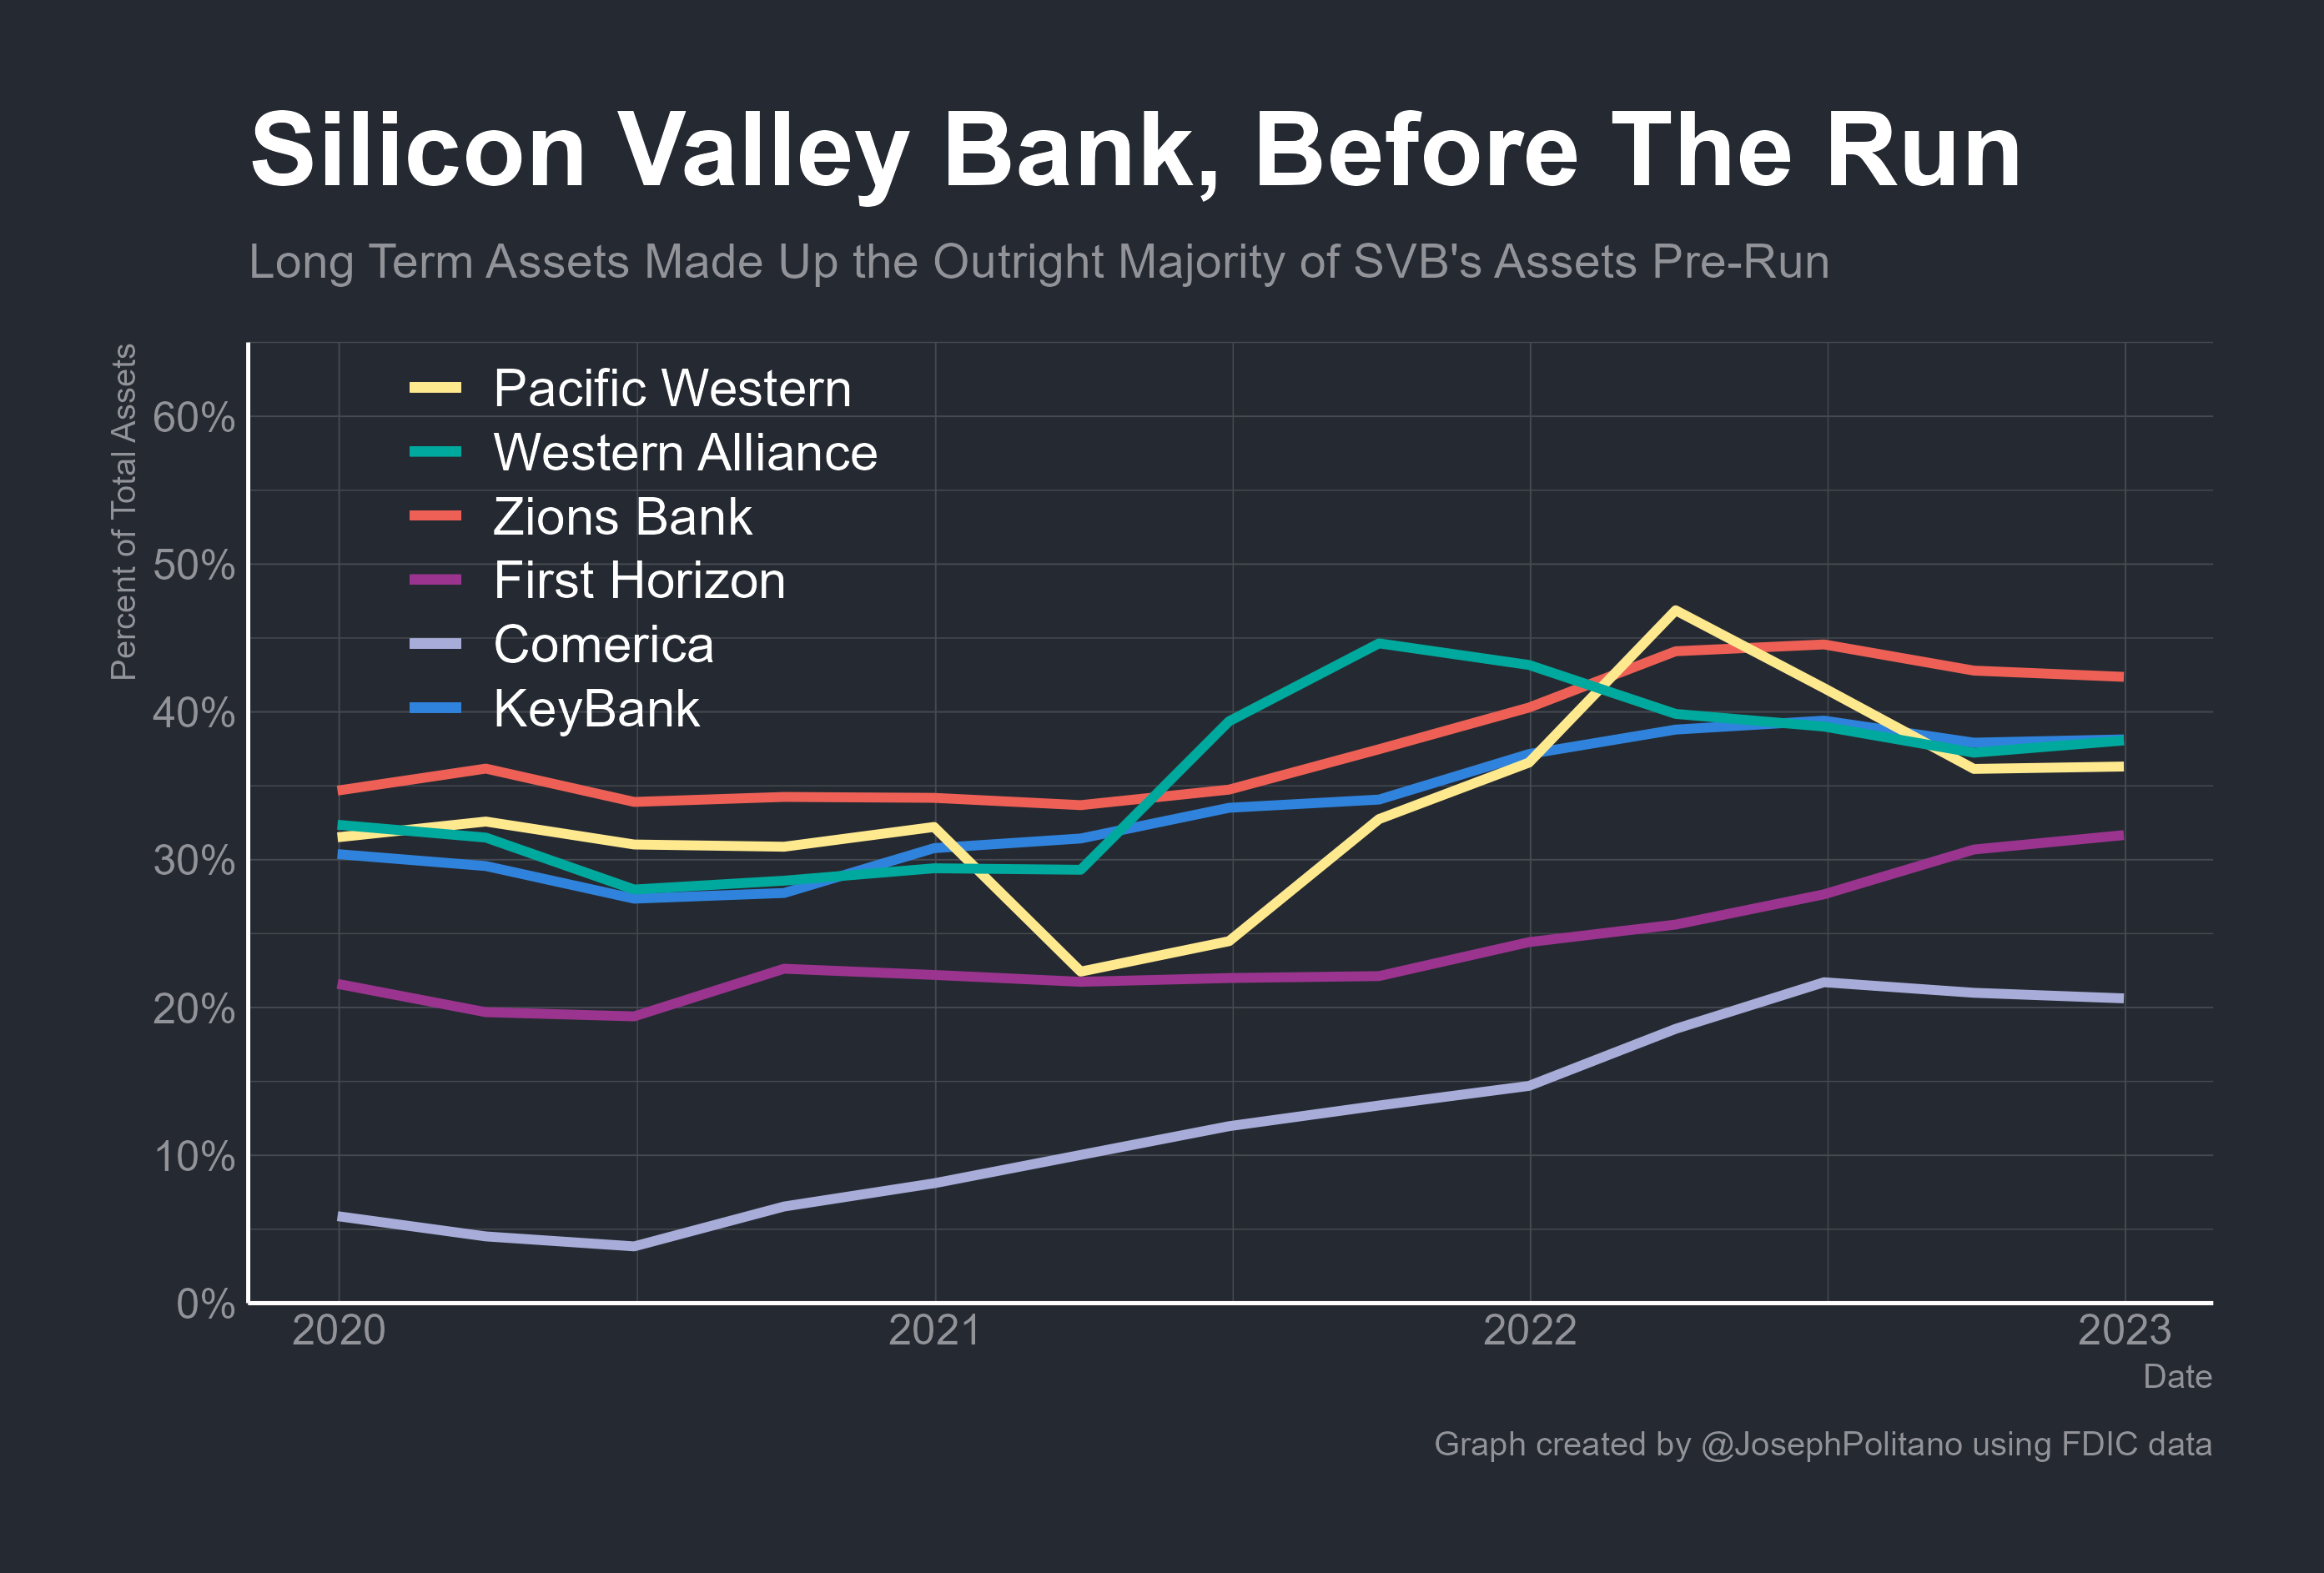 Silicon Valley Bank, Before The Run
Long Term Assets Made Up the Outright Majority of SVB's Assets Pre-Run
Percent of Total Assets
Pacific Western
Western Alliance
Zions Bank
First Horizon
Comerica
KeyBank
60%
50%
40%
30%
20%
10%
0%
2020 2021 2022 2023
Date
Graph created by @JosephPolitano using FDIC data